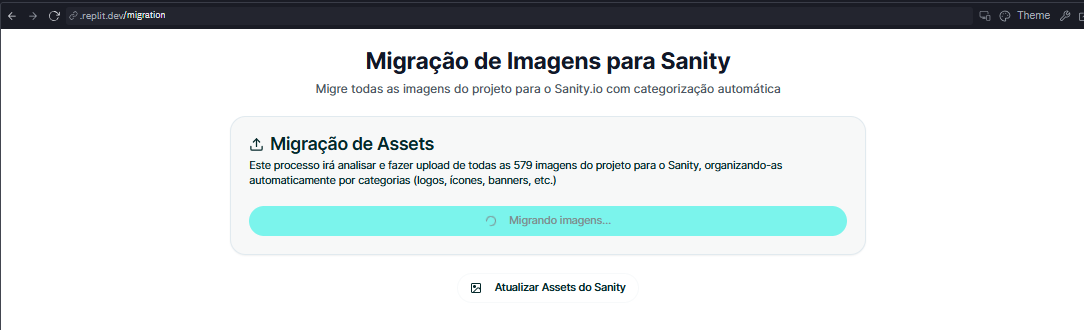 .replit.dev/migration
Theme
Migração de Imagens para Sanity
Migre todas as imagens do projeto para o Sanity.io com categorização automática
Migração de Assets
Este processo irá analisar e fazer upload de todas as 579 imagens do projeto para o Sanity, organizando-as
automaticamente por categorias (logos, ícones, banners, etc.)
Migrando imagens...
Atualizar Assets do Sanity